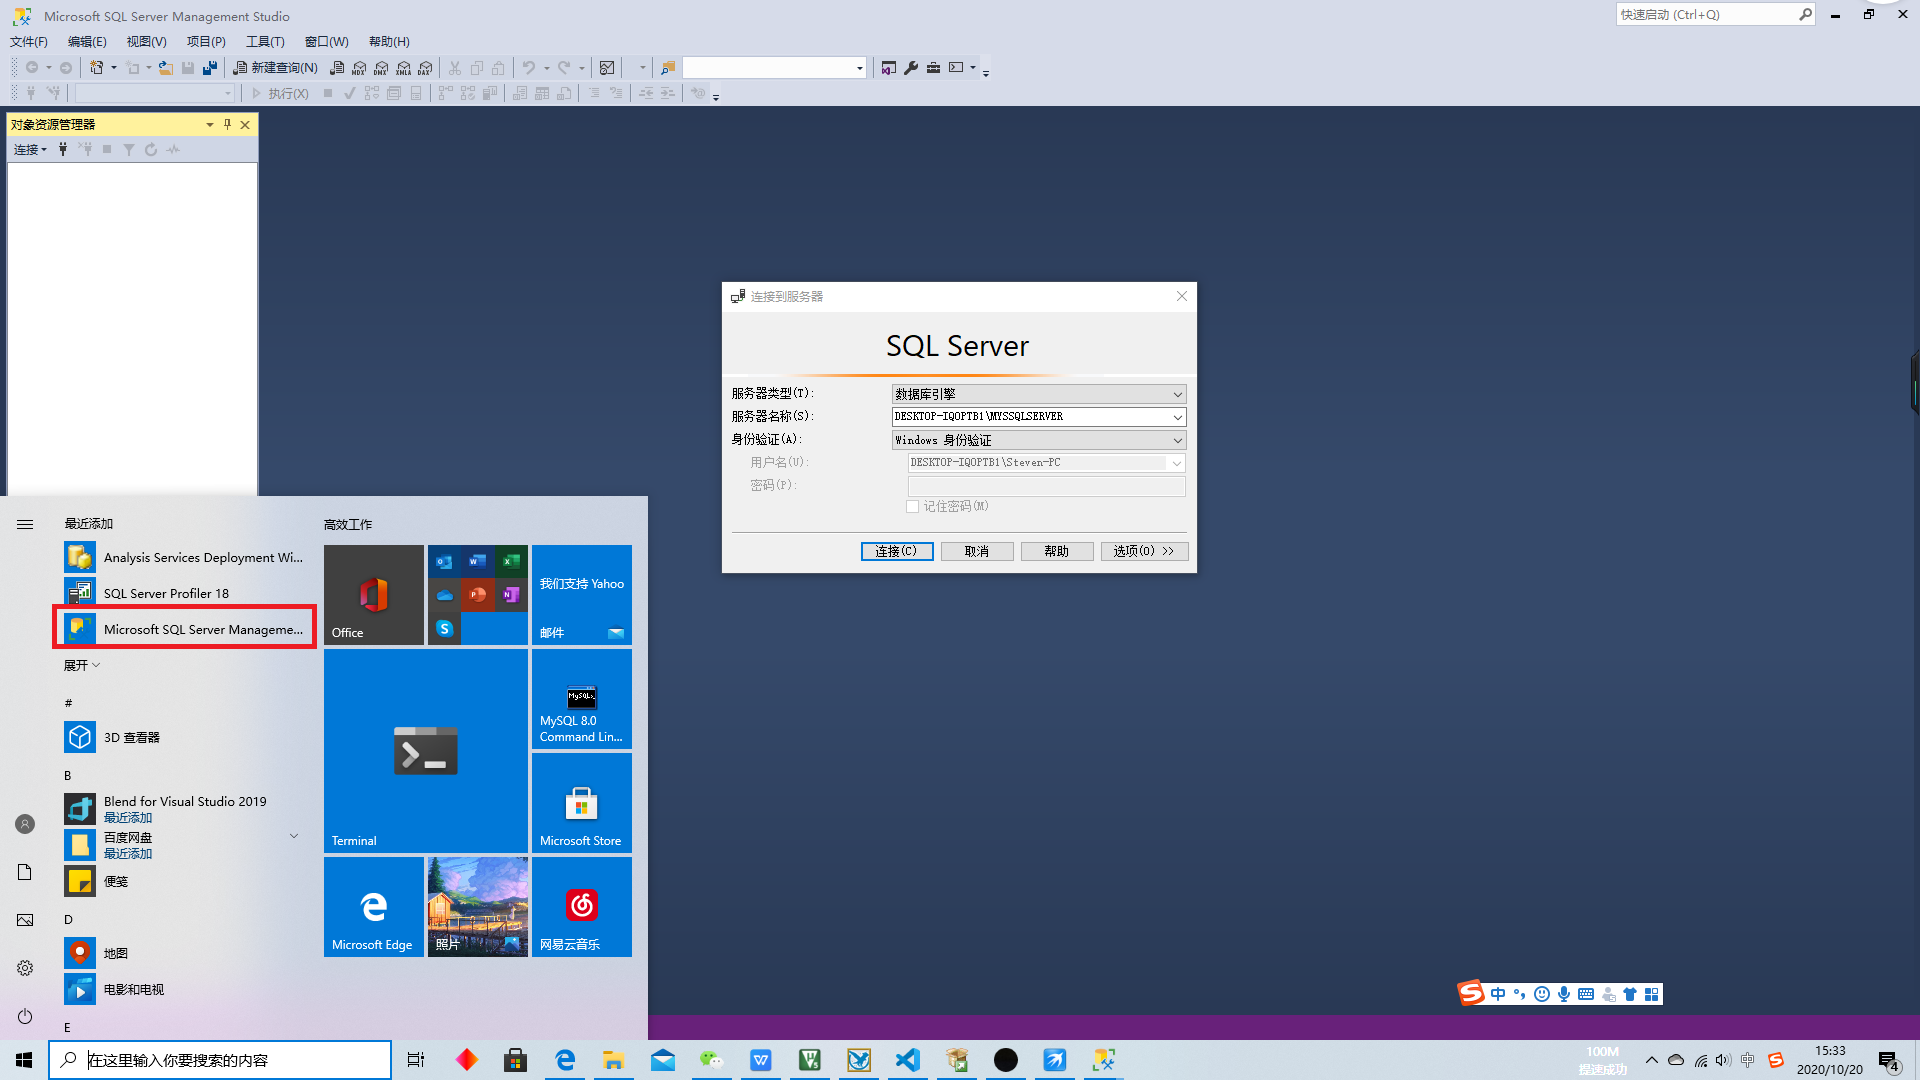 Microsoft SQL Server Management Studio
快速启动 (Ctrl+Q)
文件(F) 编辑(E) 视图(V) 项目(P) 工具(T) 窗口(W) 帮助(H)
新建查询(N) MDX DMX XMLA DAX
执行(X)
对象资源管理器
连接
连接到服务器
SQL Server
服务器类型(T): 数据库引擎
服务器名称(S): DESKTOP-IQOPTB1\MYSSQLSERVER
身份验证(A): Windows 身份验证
用户名(U): DESKTOP-IQOPTB1\Steven-PC
密码(P):
记住密码(M)
连接(C) 取消 帮助 选项(O) >>
最近添加
Analysis Services Deployment Wi...
SQL Server Profiler 18
Microsoft SQL Server Manageme...
展开
#
3D 查看器
B
Blend for Visual Studio 2019
最近添加
百度网盘
最近添加
便笺
D
地图
电影和电视
E
高效工作
Office
我们支持 Yahoo
邮件
Terminal
MySQL 8.0
Command Lin...
Microsoft Store
Microsoft Edge
照片
网易云音乐
中
在这里输入你要搜索的内容
100M
提速成功
中
15:33
2020/10/20
4